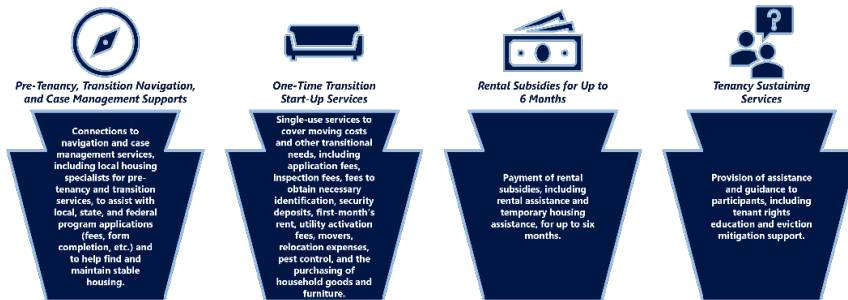 Pre-Tenancy, Transition Navigation,
and Case Management Supports
Connections to
navigation and case
management services,
including local housing
specialists for pre-
tenancy and transition
services, to assist with
local, state, and federal
program applications
(fees, form
completion, etc.) and
to help find and
maintain stable
housing.
One-Time Transition
Start-Up Services
Single-use services to
cover moving costs
and other transitional
needs, including
application fees,
inspection fees, fees to
obtain necessary
identification, security
deposits, first-month's
rent, utility activation
fees, movers,
relocation expenses,
pest control, and the
purchasing of
household goods and
furniture.
Rental Subsidies for Up to
6 Months
Payment of rental
subsidies, including
rental assistance and
temporary housing
assistance, for up to six
months.
?
Tenancy Sustaining
Services
Provision of assistance
and guidance to
participants, including
tenant rights
education and eviction
mitigation support.